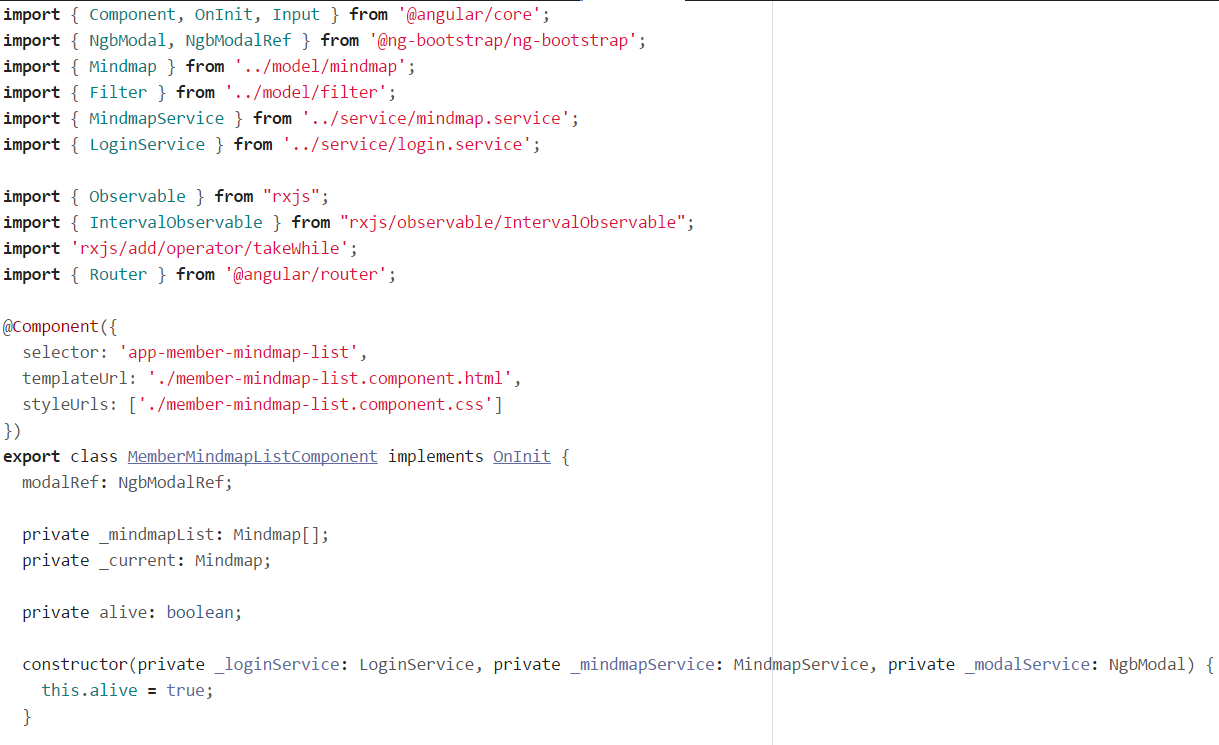 import { Component, OnInit, Input } from '@angular/core';
import { NgbModal, NgbModalRef } from '@ng-bootstrap/ng-bootstrap';
import { Mindmap } from '../model/mindmap';
import { Filter } from '../model/filter';
import { MindmapService } from '../service/mindmap.service';
import { LoginService } from '../service/login.service';

import { Observable } from "rxjs";
import { IntervalObservable } from "rxjs/observable/IntervalObservable";
import 'rxjs/add/operator/takeWhile';
import { Router } from '@angular/router';

@Component({
  selector: 'app-member-mindmap-list',
  templateUrl: './member-mindmap-list.component.html',
  styleUrls: ['./member-mindmap-list.component.css']
})
export class MemberMindmapListComponent implements OnInit {
  modalRef: NgbModalRef;

  private _mindmapList: Mindmap[];
  private _current: Mindmap;

  private alive: boolean;

  constructor(private _loginService: LoginService, private _mindmapService: MindmapService, private _modalService: NgbModal) {
    this.alive = true;
  }